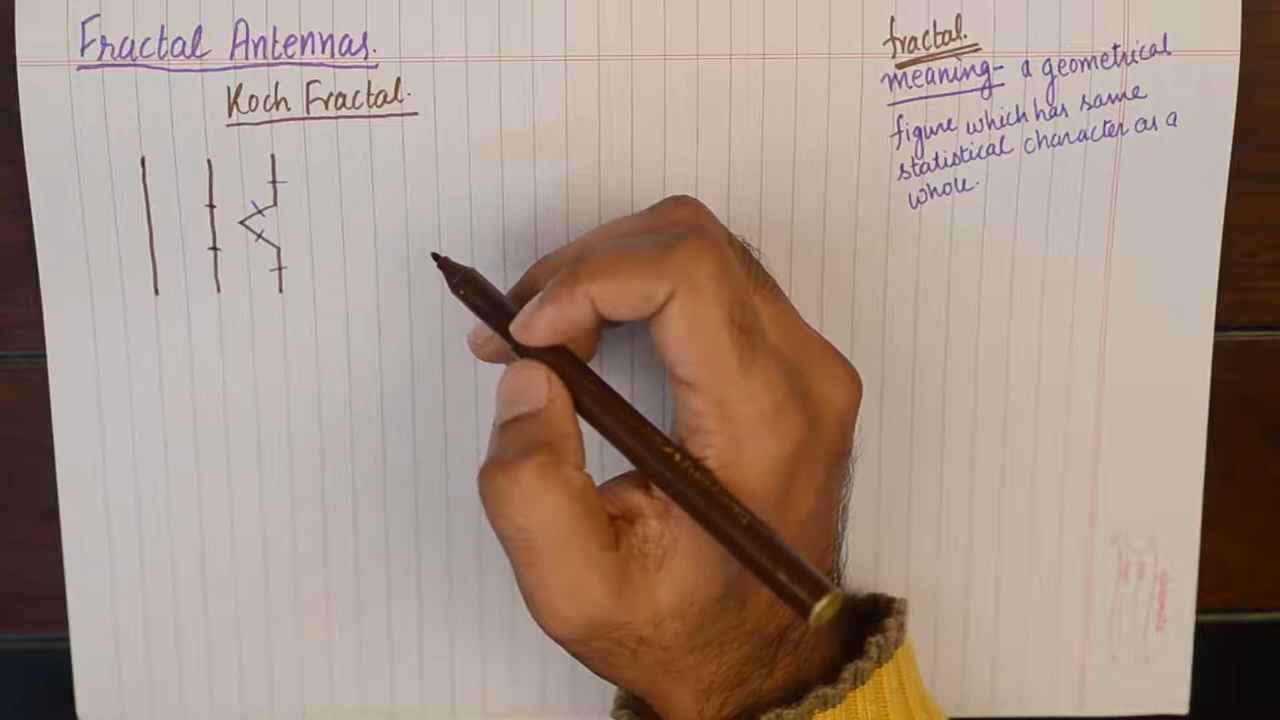 Fractal Antennas.
Koch Fractal.
fractal.
meaning- a geometrical
figure which has same
statistical character as a
whole.